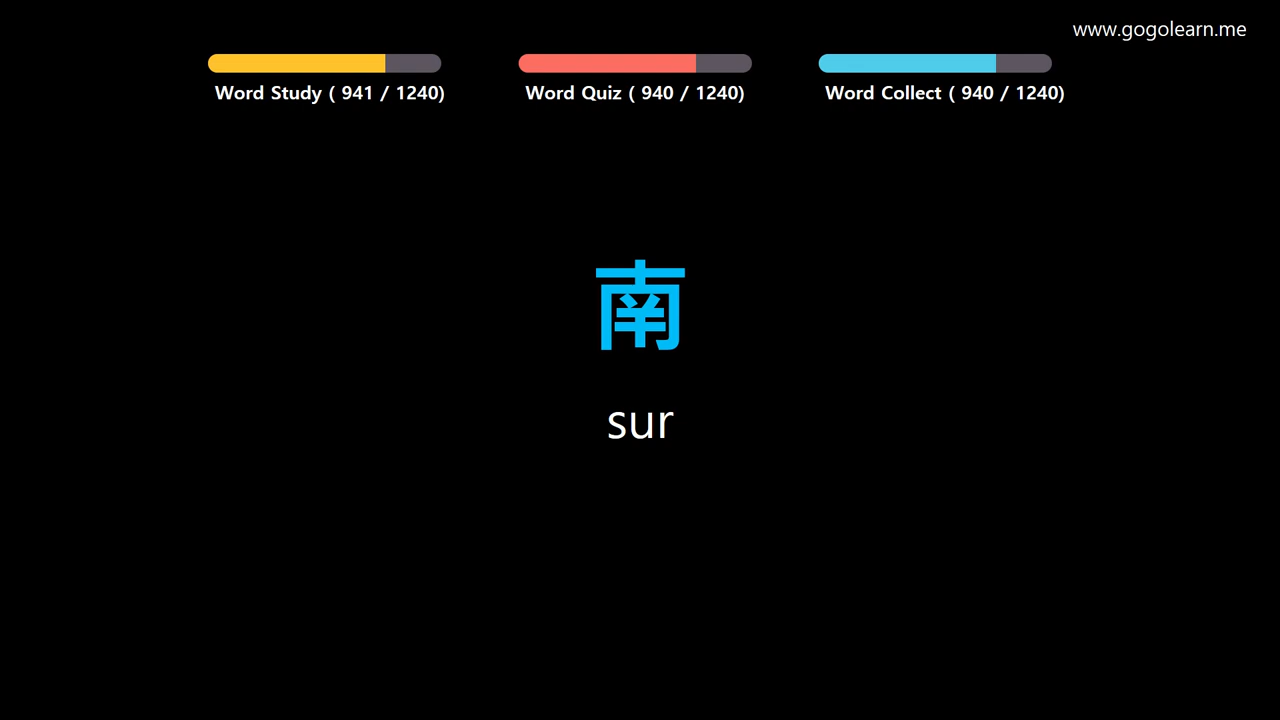 www.gogolearn.me
Word Study ( 941 / 1240)
Word Quiz ( 940 / 1240)
Word Collect ( 940 / 1240)
南
sur